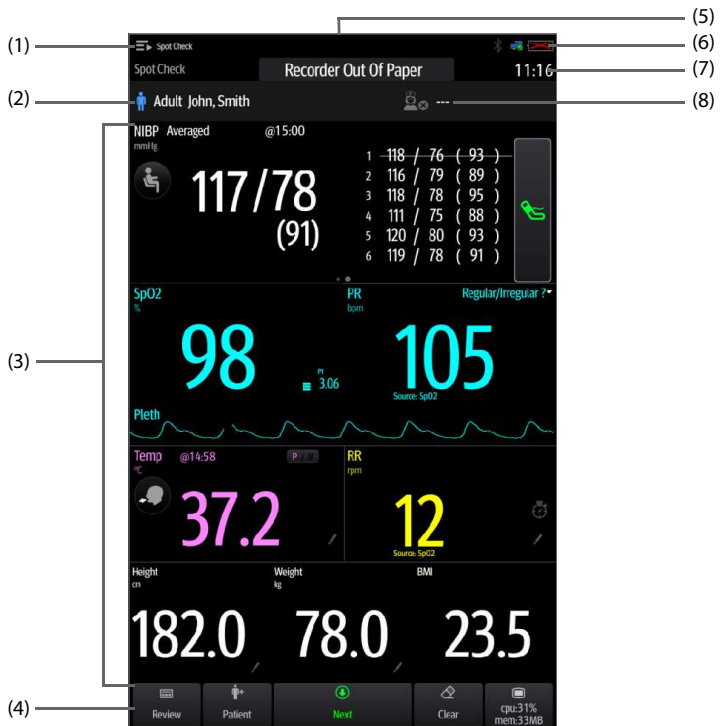 (5)
(1) Spot Check (6)
Spot Check Recorder Out Of Paper 11:16 (7)
(2) Adult John, Smith --- (8)
NIBP Averaged @15:00
mmHg
117/78
(91)
1 118 / 76 ( 93 )
2 116 / 79 ( 89 )
3 118 / 78 ( 95 )
4 111 / 75 ( 88 )
5 120 / 80 ( 93 )
6 119 / 78 ( 91 )
(3)
SpO2 PR Regular/Irregular ?
% bpm
98 PI 3.06 105
Source: SpO2
Pleth
Temp @14:58 P / M RR
°C rpm
37.2 12
Source: SpO2
Height Weight BMI
cm kg
182.0 78.0 23.5
(4)
Review Patient Next Clear cpu:31%
mem:33MB